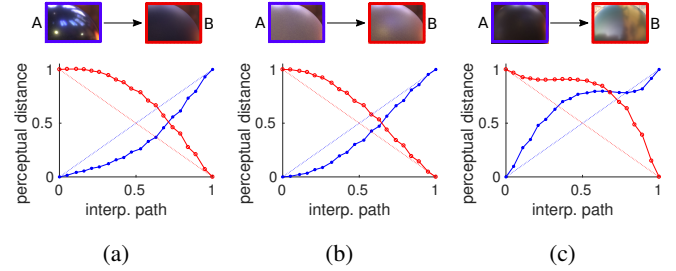 A B A B A B
1 1 1
perceptual distance perceptual distance perceptual distance
0.5 0.5 0.5
0 0 0
0 0.5 1 0 0.5 1 0 0.5 1
interp. path interp. path interp. path
(a) (b) (c)